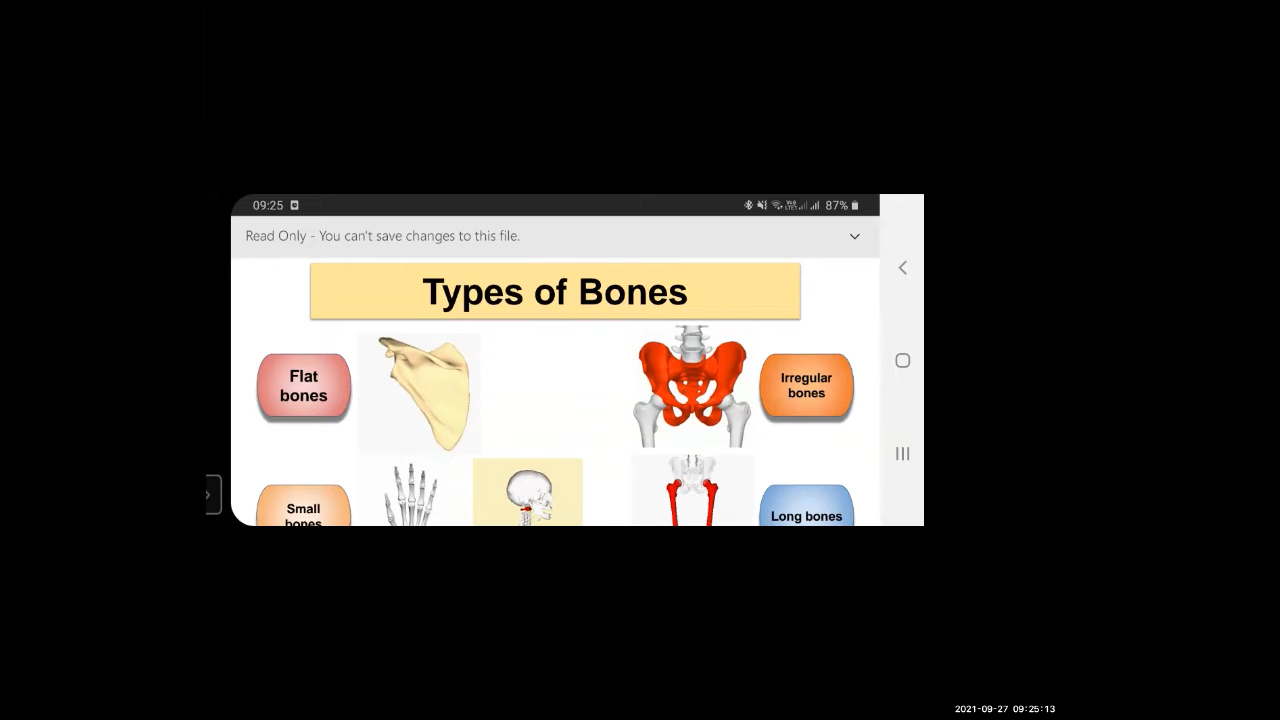 09:25
87%
Read Only - You can't save changes to this file.
Types of Bones
Flat
bones
Irregular
bones
Small
bones
Long bones
2021-09-27 09:25:13